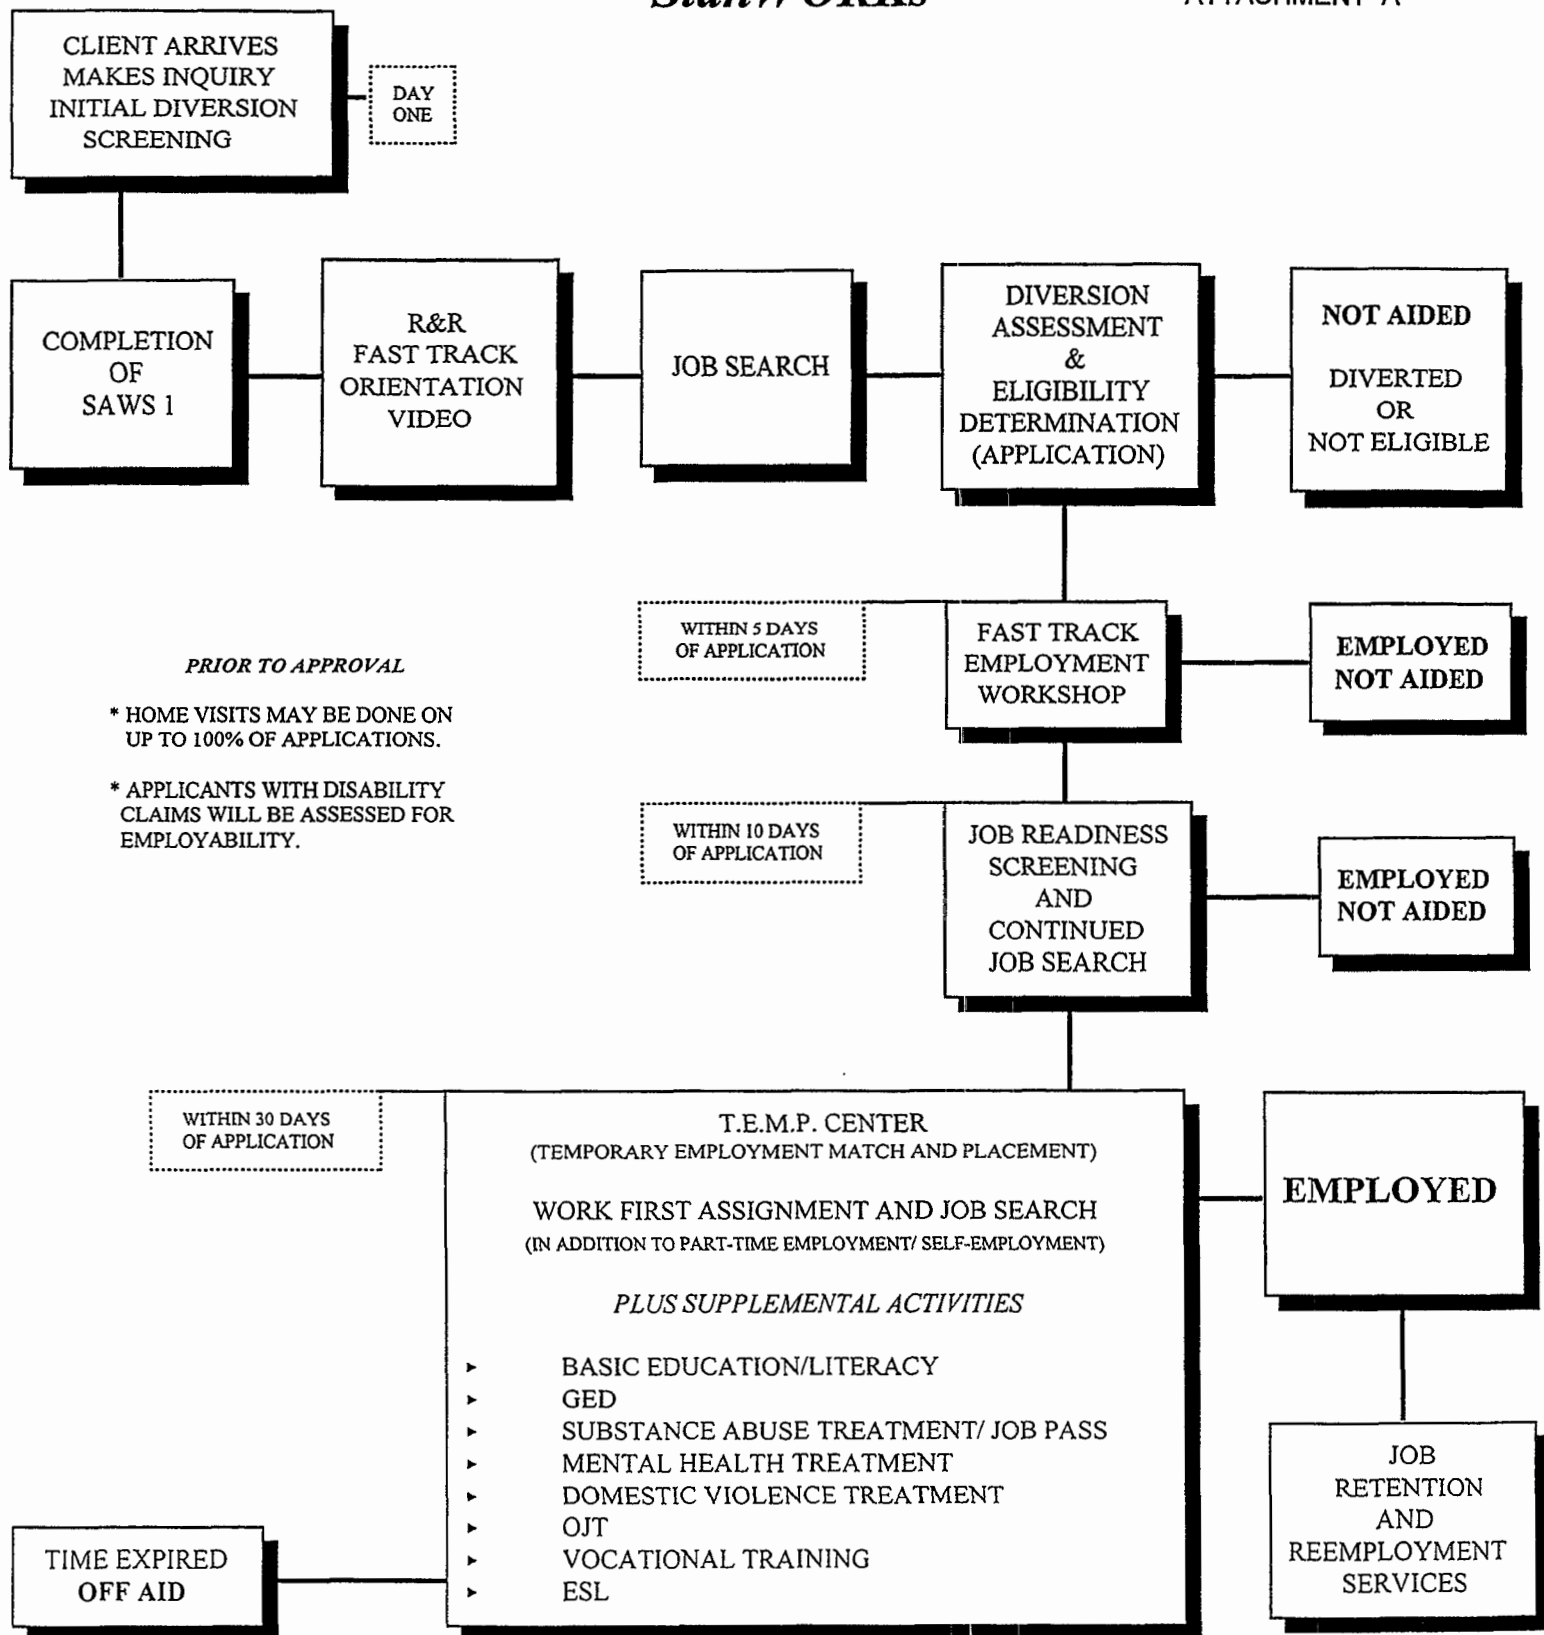 StanWORKs
ATTACHMENT A
CLIENT ARRIVES
MAKES INQUIRY
INITIAL DIVERSION
SCREENING
DAY
ONE
COMPLETION
OF
SAWS 1
R&R
FAST TRACK
ORIENTATION
VIDEO
JOB SEARCH
DIVERSION
ASSESSMENT
&
ELIGIBILITY
DETERMINATION
(APPLICATION)
NOT AIDED
DIVERTED
OR
NOT ELIGIBLE
PRIOR TO APPROVAL
* HOME VISITS MAY BE DONE ON
UP TO 100% OF APPLICATIONS.
* APPLICANTS WITH DISABILITY
CLAIMS WILL BE ASSESSED FOR
EMPLOYABILITY.
WITHIN 5 DAYS
OF APPLICATION
FAST TRACK
EMPLOYMENT
WORKSHOP
EMPLOYED
NOT AIDED
WITHIN 10 DAYS
OF APPLICATION
JOB READINESS
SCREENING
AND
CONTINUED
JOB SEARCH
EMPLOYED
NOT AIDED
WITHIN 30 DAYS
OF APPLICATION
T.E.M.P. CENTER
(TEMPORARY EMPLOYMENT MATCH AND PLACEMENT)
WORK FIRST ASSIGNMENT AND JOB SEARCH
(IN ADDITION TO PART-TIME EMPLOYMENT/ SELF-EMPLOYMENT)
PLUS SUPPLEMENTAL ACTIVITIES
► BASIC EDUCATION/LITERACY
► GED
► SUBSTANCE ABUSE TREATMENT/ JOB PASS
► MENTAL HEALTH TREATMENT
► DOMESTIC VIOLENCE TREATMENT
► OJT
► VOCATIONAL TRAINING
► ESL
EMPLOYED
JOB
RETENTION
AND
REEMPLOYMENT
SERVICES
TIME EXPIRED
OFF AID